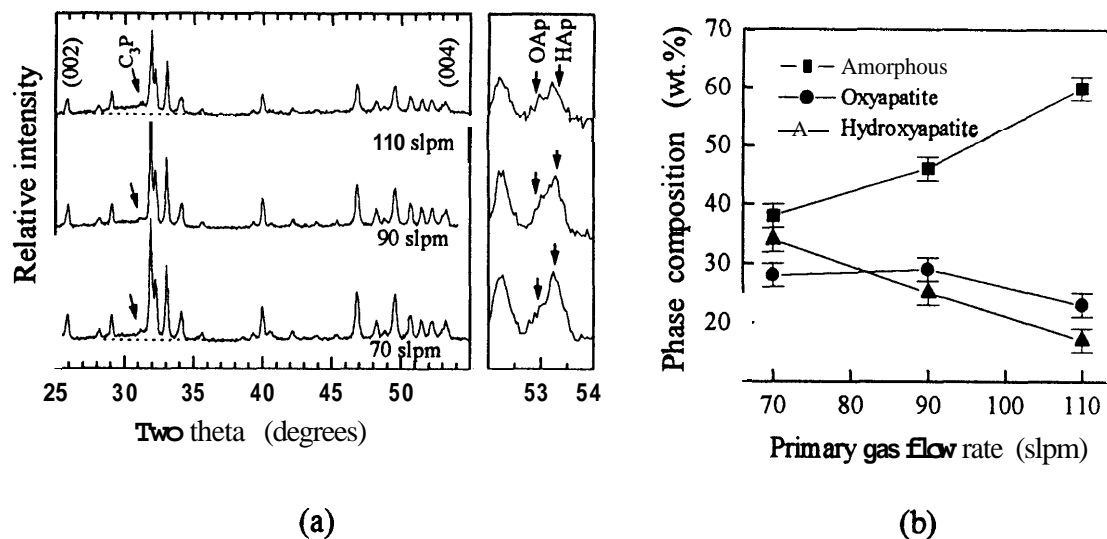 Relative intensity
(002)
C3P
(004)
OAp
HAp
110 slpm
90 slpm
70 slpm
25 30 35 40 45 50
53 54
Two theta (degrees)
(a)
Phase composition (wt.%)
60
50
40
30
20
Amorphous
Oxyapatite
Hydroxyapatite
70 80 90 100 110
Primary gas flow rate (slpm)
(b)